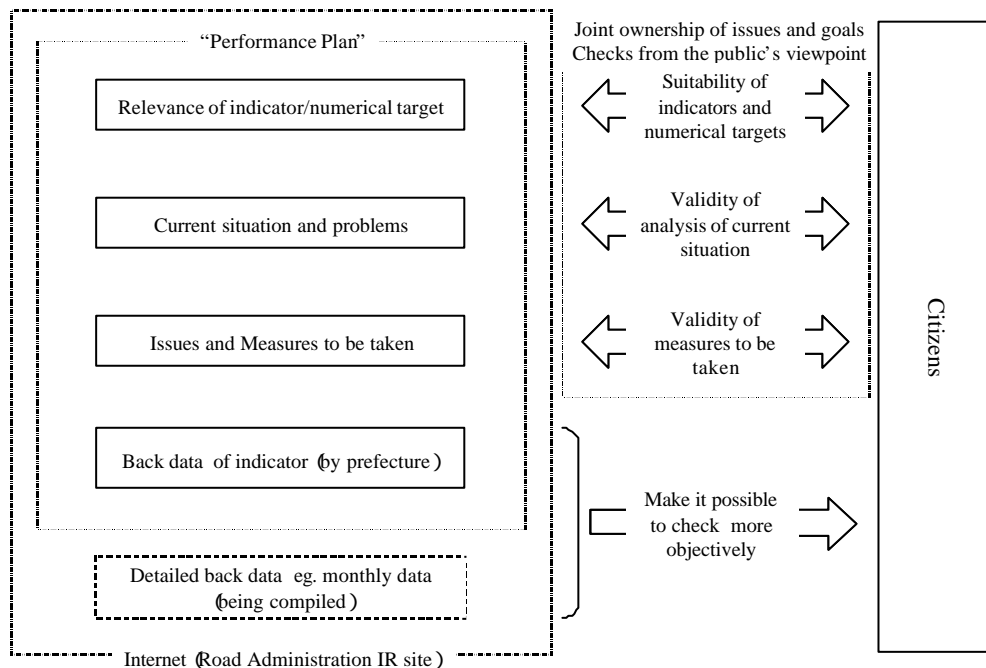 “Performance Plan”
Relevance of indicator/numerical target
Current situation and problems
Issues and Measures to be taken
Back data of indicator (by prefecture)
Detailed back data eg. monthly data
(being compiled)
Internet (Road Administration IR site)
Joint ownership of issues and goals
Checks from the public’s viewpoint
Suitability of
indicators and
numerical targets
Validity of
analysis of current
situation
Validity of
measures to be
taken
Make it possible
to check more
objectively
Citizens